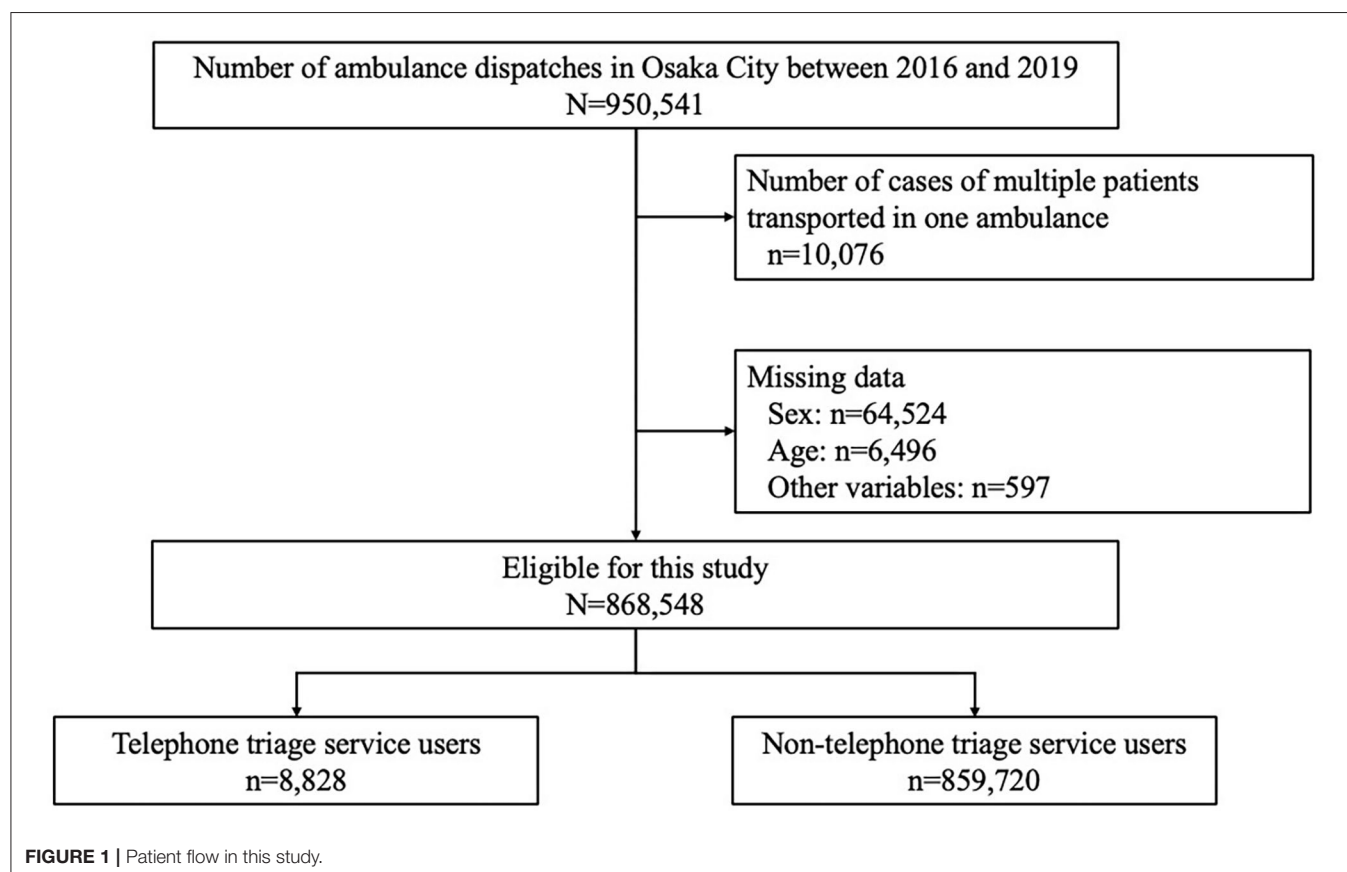 Number of ambulance dispatches in Osaka City between 2016 and 2019
N=950,541
Number of cases of multiple patients
transported in one ambulance
n=10,076
Missing data
Sex: n=64,524
Age: n=6,496
Other variables: n=597
Eligible for this study
N=868,548
Telephone triage service users
n=8,828
Non-telephone triage service users
n=859,720
FIGURE 1 | Patient flow in this study.